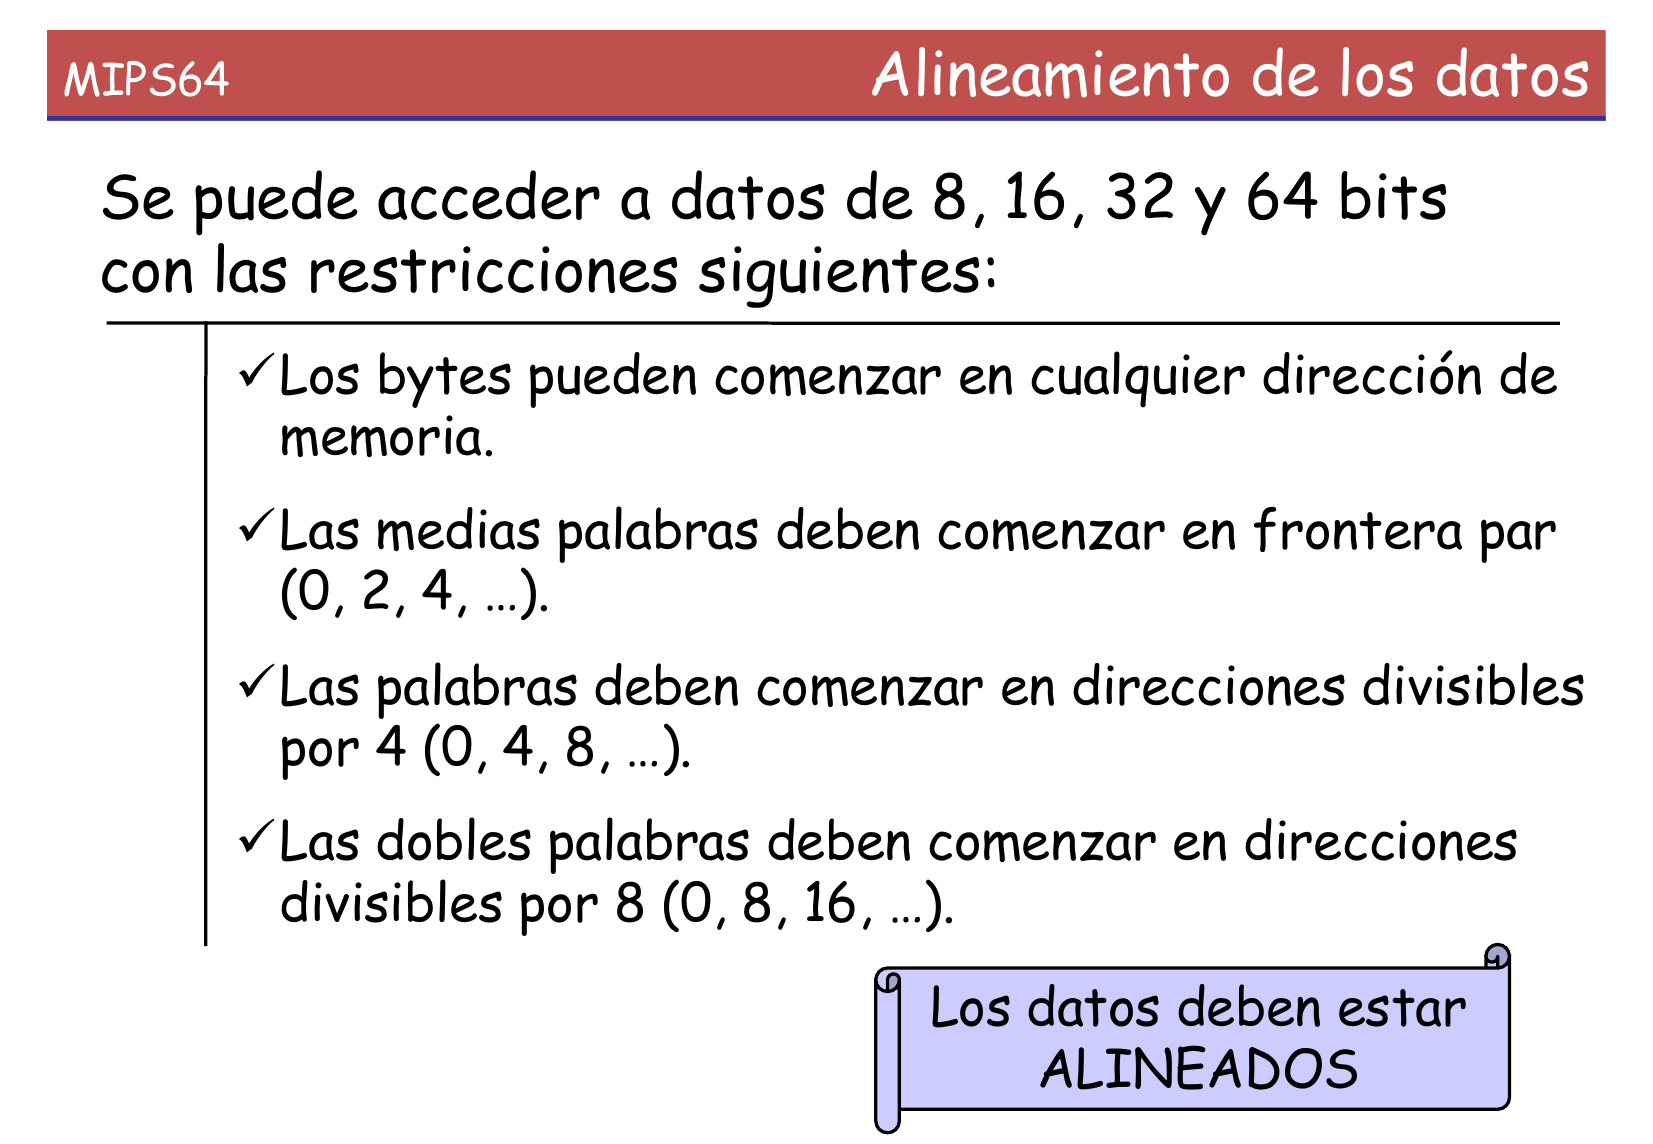 MIPS64 Alineamiento de los datos
Se puede acceder a datos de 8, 16, 32 y 64 bits
con las restricciones siguientes:
✓Los bytes pueden comenzar en cualquier dirección de
memoria.
✓Las medias palabras deben comenzar en frontera par
(0, 2, 4, …).
✓Las palabras deben comenzar en direcciones divisibles
por 4 (0, 4, 8, …).
✓Las dobles palabras deben comenzar en direcciones
divisibles por 8 (0, 8, 16, …).
Los datos deben estar
ALINEADOS